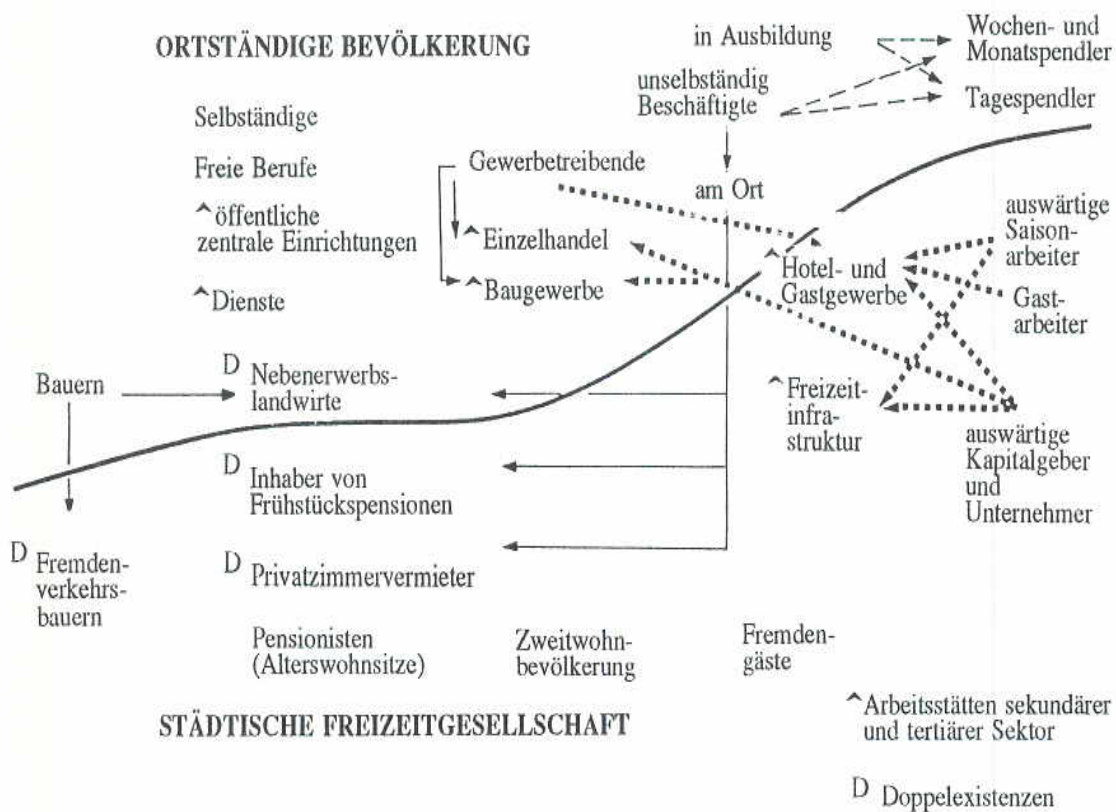 ORTSTÄNDIGE BEVÖLKERUNG
in Ausbildung
Wochen- und
Monatspendler
unselbständig
Beschäftigte
Tagespendler
Selbständige
Freie Berufe
Gewerbetreibende
am Ort
^ öffentliche
zentrale Einrichtungen
^ Einzelhandel
auswärtige
Saison-
arbeiter
^ Dienste
^ Baugewerbe
^ Hotel- und
Gastgewerbe
Gast-
arbeiter
Bauern
D Nebenerwerbs-
landwirte
^ Freizeit-
infra-
struktur
auswärtige
Kapitalgeber
und
Unternehmer
D Inhaber von
Frühstückspensionen
D Fremden-
verkehrs-
bauern
D Privatzimmervermieter
Pensionisten
(Alterswohnsitze)
Zweitwohn-
bevölkerung
Fremden-
gäste
STÄDTISCHE FREIZEITGESELLSCHAFT
^ Arbeitsstätten sekundärer
und tertiärer Sektor
D Doppelexistenzen